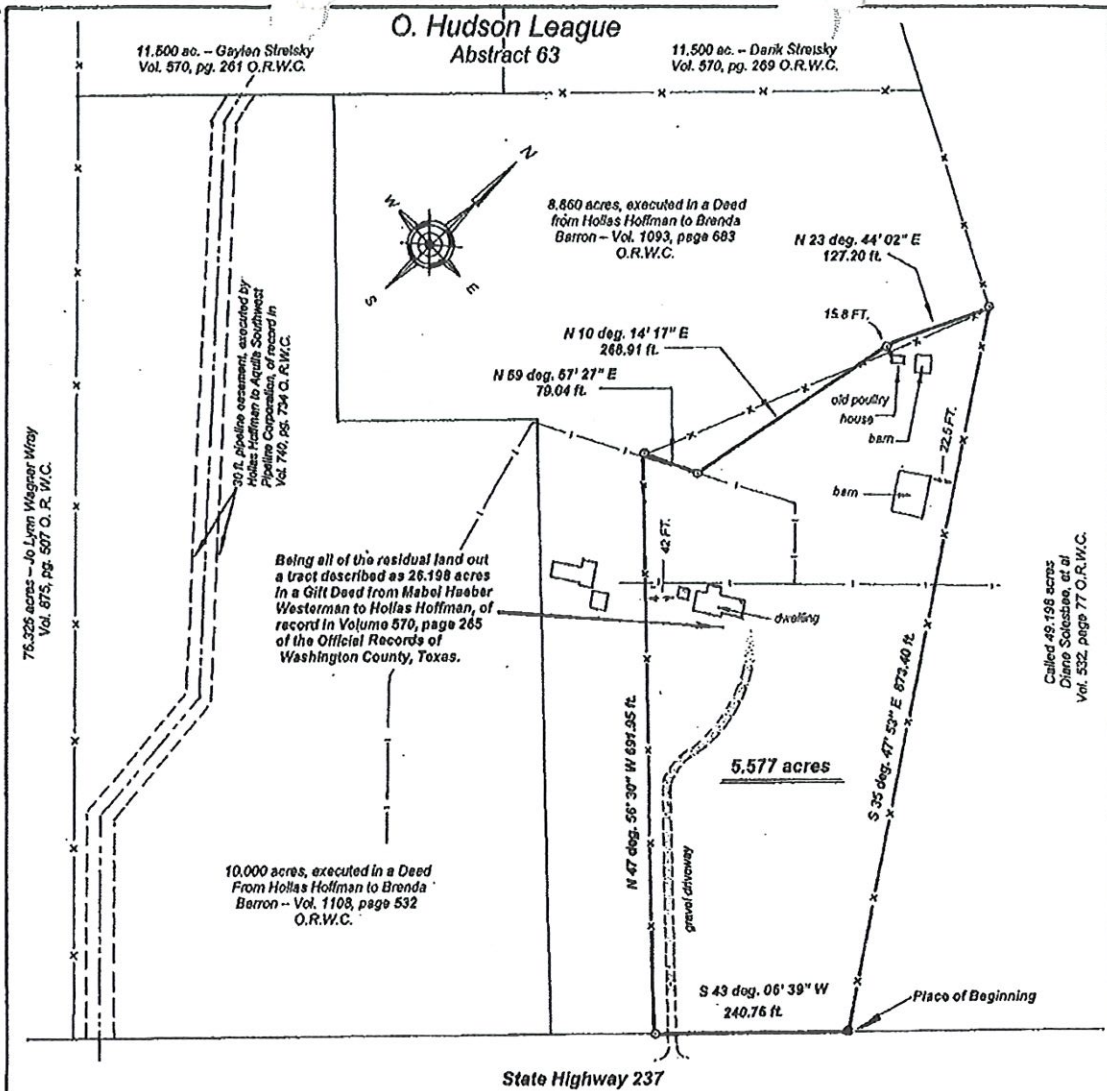 O. Hudson League
Abstract 63
11.500 ac. – Gaylen Strelsky
Vol. 570, pg. 261 O.R.W.C.
11.500 ac. – Darik Strelsky
Vol. 570, pg. 269 O.R.W.C.
N
W
S
E
8.860 acres, executed in a Deed
from Hollas Hoffman to Brenda
Barron – Vol. 1093, page 683
O.R.W.C.
N 23 deg. 44' 02" E
127.20 ft.
15.8 FT.
N 10 deg. 14' 17" E
268.91 ft.
N 59 deg. 57' 27" E
79.04 ft.
old poultry
house
barn
22.5 FT.
barn
30 ft. pipeline easement, executed by
Hollas Hoffman to Aquila Southwest
Pipeline Corporation, of record in
Vol. 740, pg. 734 O.R.W.C.
75.326 acres – Jo Lynn Wagner Wray
Vol. 875, pg. 507 O. R. W.C.
42 FT.
Being all of the residual land out
a tract described as 26.198 acres
in a Gift Deed from Mabel Haeber
Westerman to Hollas Hoffman, of
record in Volume 570, page 265
of the Official Records of
Washington County, Texas.
dwelling
Called 49.198 acres
Diane Solesbee, et al
Vol. 532, page 77 O.R.W.C.
N 47 deg. 56' 30" W 691.95 ft.
5.577 acres
S 35 deg. 47' 53" E 873.40 ft.
gravel driveway
10.000 acres, executed in a Deed
From Hollas Hoffman to Brenda
Barron – Vol. 1108, page 532
O.R.W.C.
S 43 deg. 06' 39" W
240.76 ft.
Place of Beginning
State Highway 237